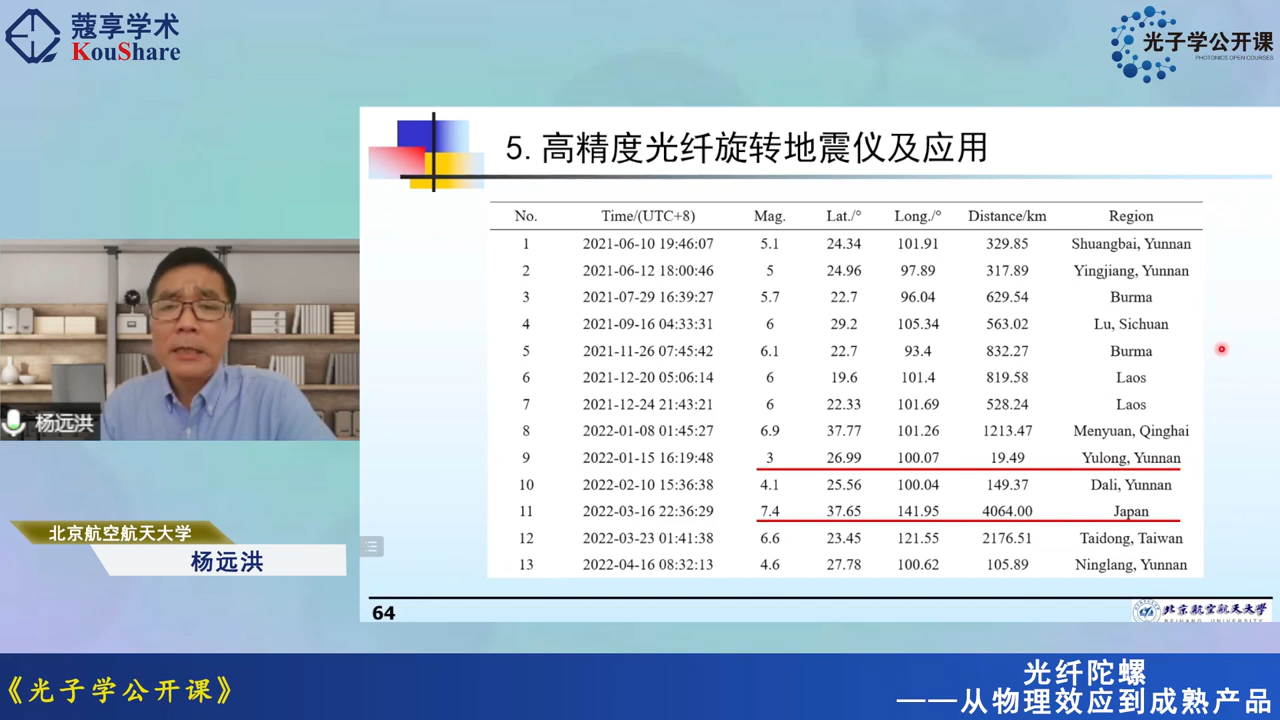 蔻享学术
KouShare
光子学公开课
PHOTONICS OPEN COURSES
5. 高精度光纤旋转地震仪及应用
No. Time/(UTC+8) Mag. Lat./° Long./° Distance/km Region
1 2021-06-10 19:46:07 5.1 24.34 101.91 329.85 Shuangbai, Yunnan
2 2021-06-12 18:00:46 5 24.96 97.89 317.89 Yingjiang, Yunnan
3 2021-07-29 16:39:27 5.7 22.7 96.04 629.54 Burma
4 2021-09-16 04:33:31 6 29.2 105.34 563.02 Lu, Sichuan
5 2021-11-26 07:45:42 6.1 22.7 93.4 832.27 Burma
6 2021-12-20 05:06:14 6 19.6 101.4 819.58 Laos
7 2021-12-24 21:43:21 6 22.33 101.69 528.24 Laos
8 2022-01-08 01:45:27 6.9 37.77 101.26 1213.47 Menyuan, Qinghai
9 2022-01-15 16:19:48 3 26.99 100.07 19.49 Yulong, Yunnan
10 2022-02-10 15:36:38 4.1 25.56 100.04 149.37 Dali, Yunnan
11 2022-03-16 22:36:29 7.4 37.65 141.95 4064.00 Japan
12 2022-03-23 01:41:38 6.6 23.45 121.55 2176.51 Taidong, Taiwan
13 2022-04-16 08:32:13 4.6 27.78 100.62 105.89 Ninglang, Yunnan
64
北京航空航天大学
BEIHANG UNIVERSITY
杨远洪
北京航空航天大学
杨远洪
《光子学公开课》
光纤陀螺
——从物理效应到成熟产品